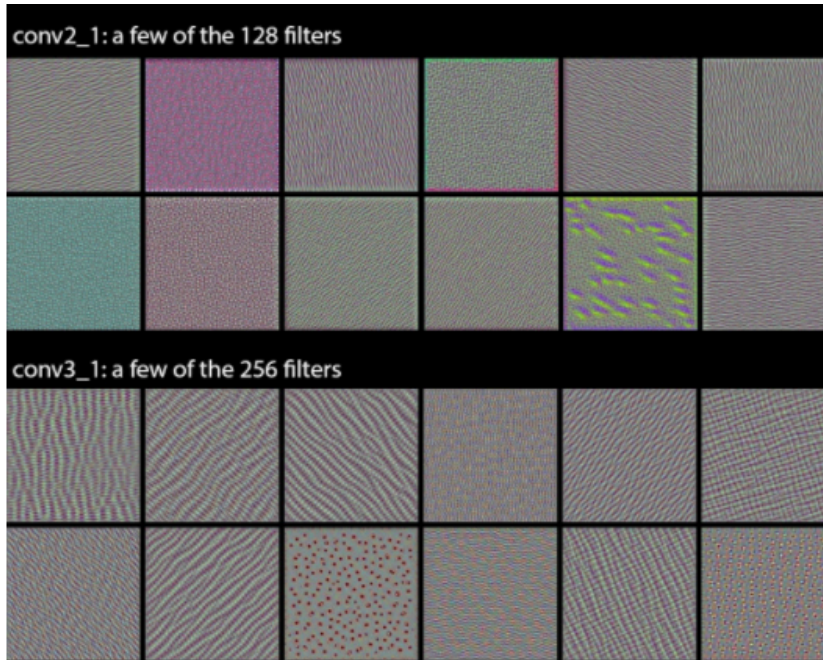 conv2_1: a few of the 128 filters
conv3_1: a few of the 256 filters